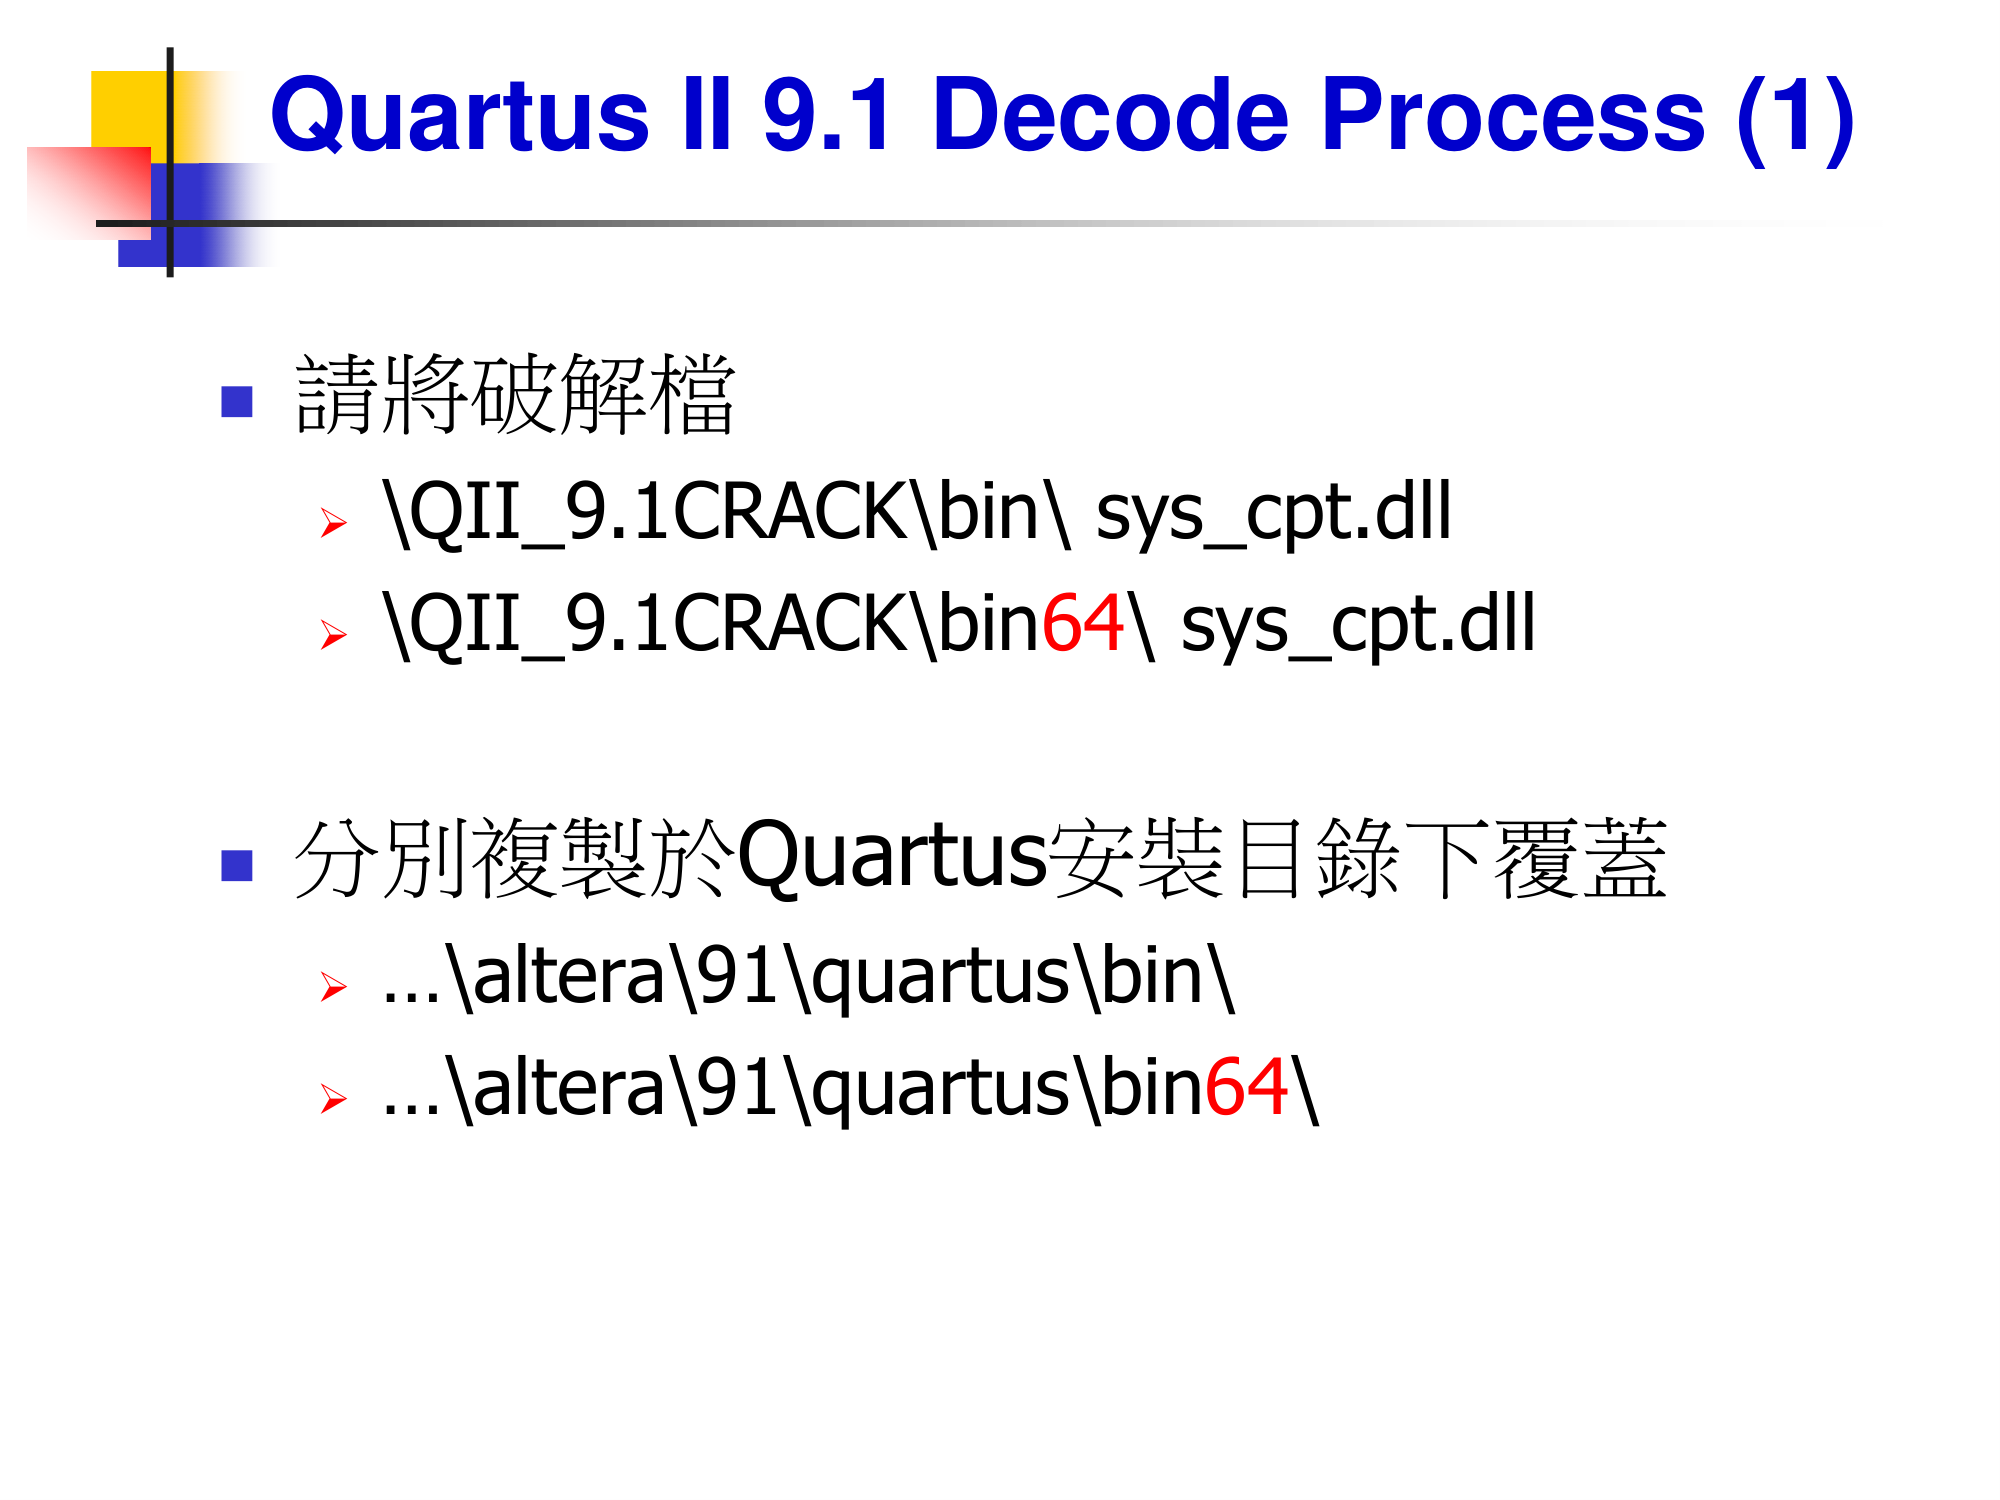 Quartus II 9.1 Decode Process (1)
請將破解檔
\QII_9.1CRACK\bin\ sys_cpt.dll
\QII_9.1CRACK\bin64\ sys_cpt.dll
分別複製於Quartus安裝目錄下覆蓋
...\altera\91\quartus\bin\
...\altera\91\quartus\bin64\